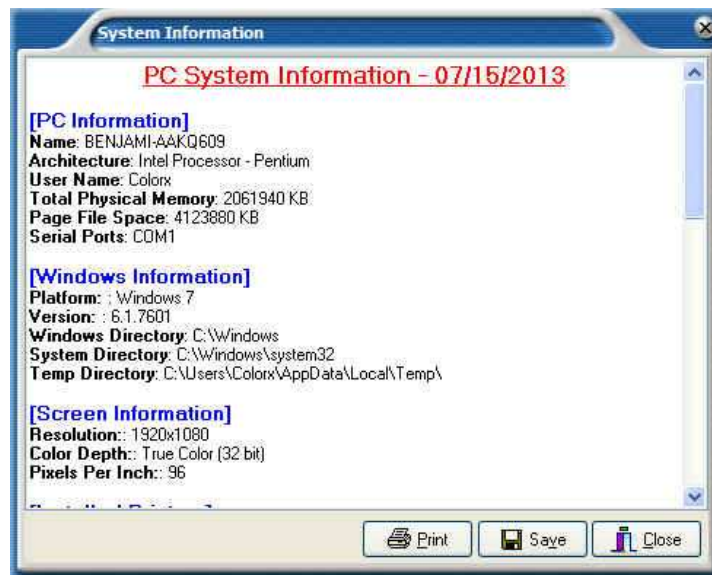 System Information
PC System Information - 07/15/2013
[PC Information]
Name: BENJAMI-AAKQ609
Architecture: Intel Processor - Pentium
User Name: Colorx
Total Physical Memory: 2061940 KB
Page File Space: 4123880 KB
Serial Ports: COM1
[Windows Information]
Platform: : Windows 7
Version: : 6.1.7601
Windows Directory: C:\Windows
System Directory: C:\Windows\system32
Temp Directory: C:\Users\Colorx\AppData\Local\Temp\
[Screen Information]
Resolution:: 1920x1080
Color Depth:: True Color (32 bit)
Pixels Per Inch:: 96
Print Save Close